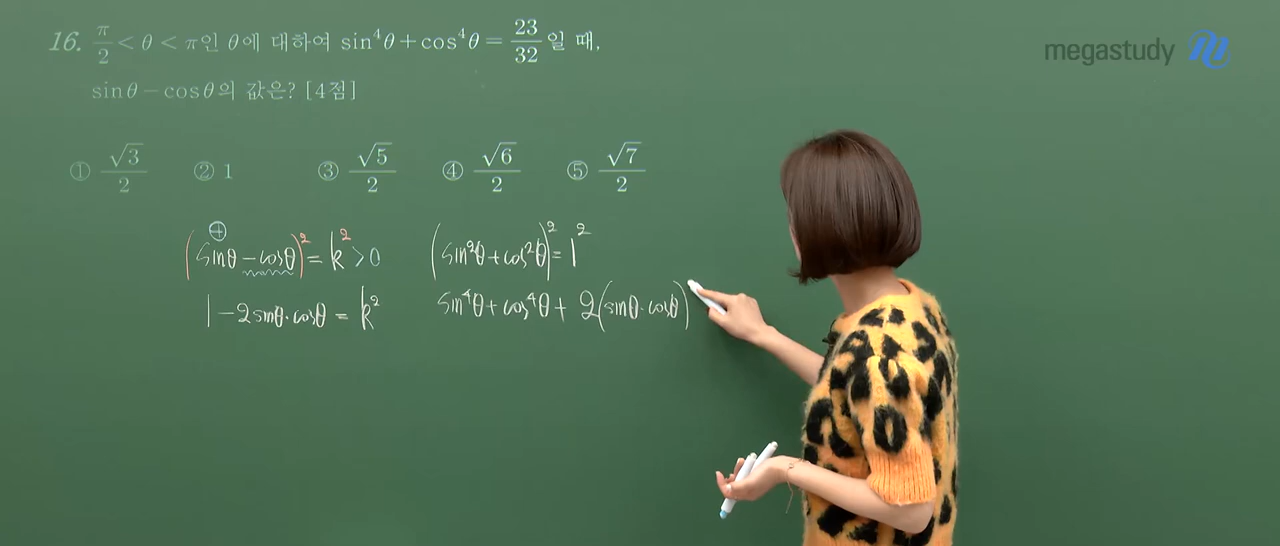 16. π/2 < θ < π인 θ에 대하여 sin⁴θ + cos⁴θ = 23/32 일 때,
megastudy
sinθ − cosθ의 값은? [4점]
① √3/2 ② 1 ③ √5/2 ④ √6/2 ⑤ √7/2
⊕
(sinθ − cosθ)² = k² > 0 (sin²θ + cos²θ)² = 1²
1 − 2sinθ·cosθ = k² sin⁴θ + cos⁴θ + 2(sinθ·cosθ)